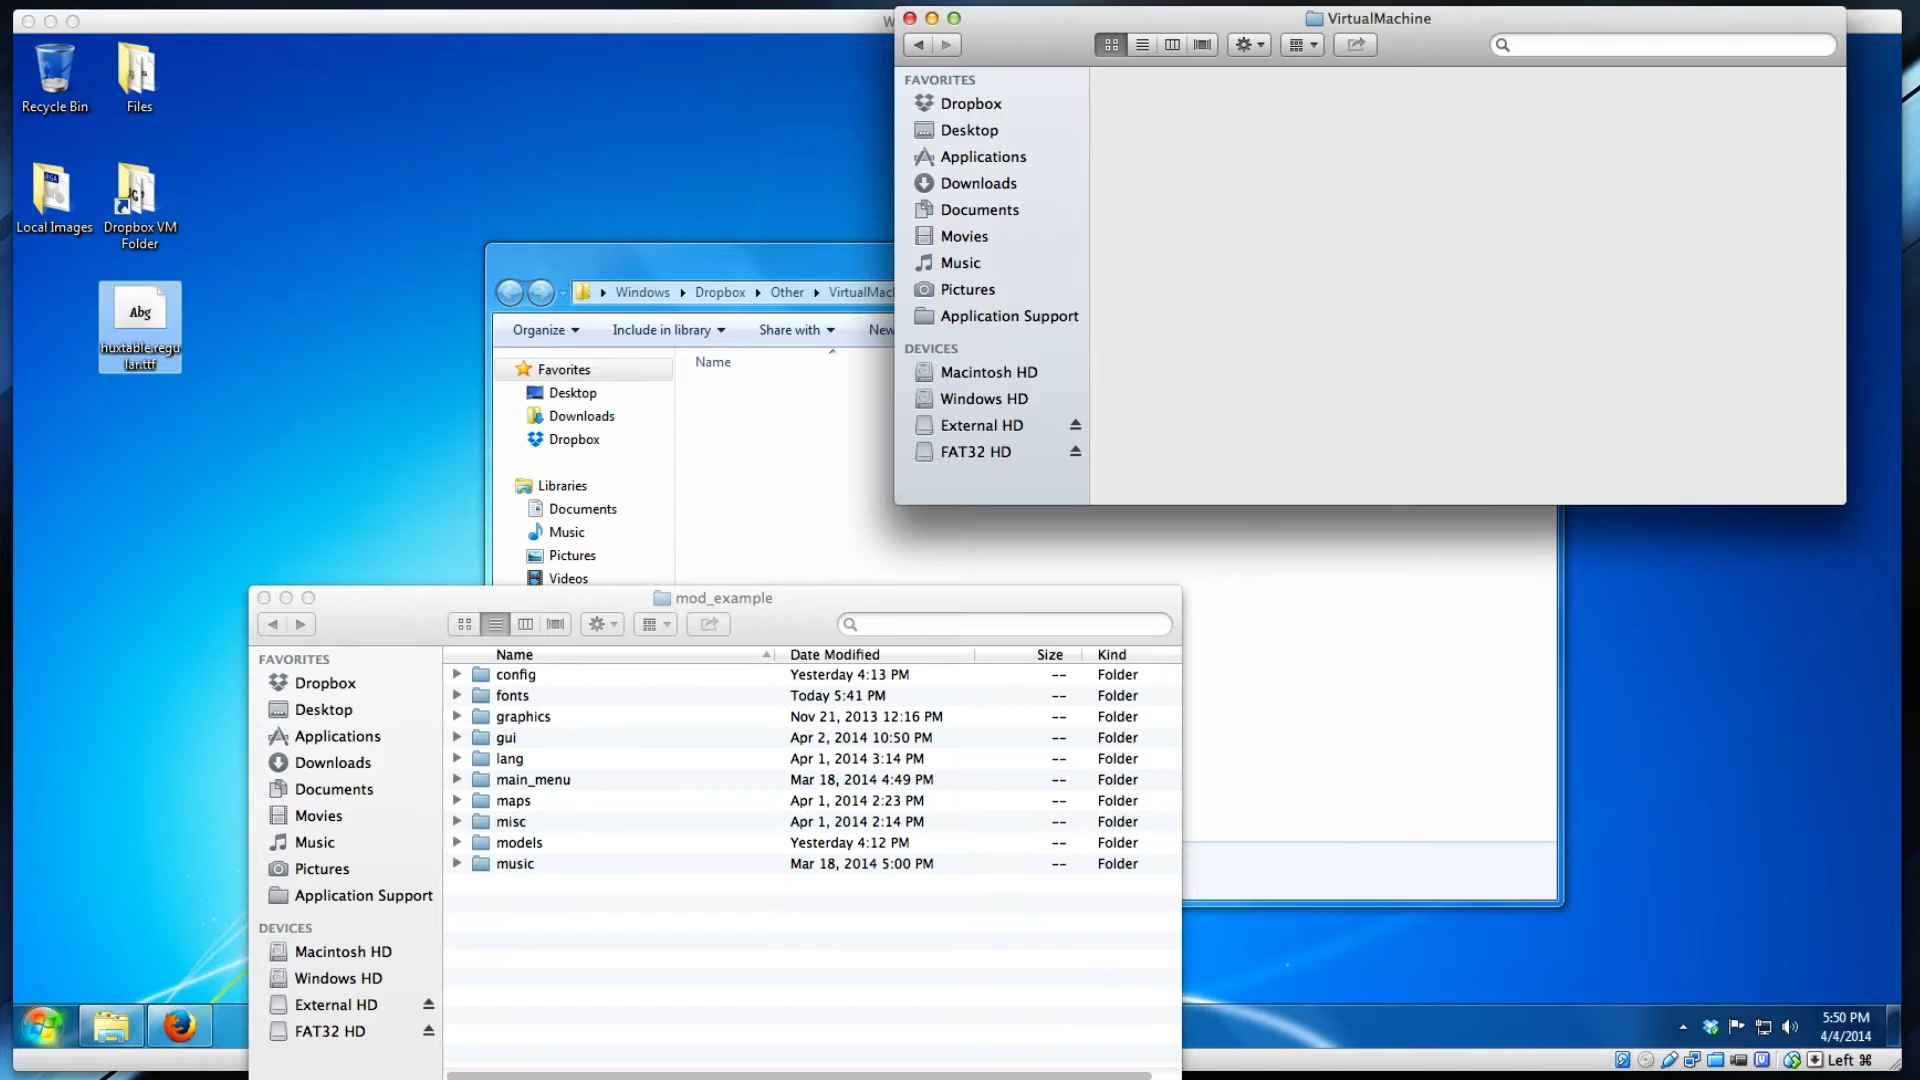 W
Recycle Bin
Files
Local Images
Dropbox VM
Folder
Abg
huxtable.regu
lar.ttf
Windows
Dropbox
Other
VirtualMac
Organize
Include in library
Share with
New
Name
Favorites
Desktop
Downloads
Dropbox
Libraries
Documents
Music
Pictures
Videos
VirtualMachine
FAVORITES
Dropbox
Desktop
Applications
Downloads
Documents
Movies
Music
Pictures
Application Support
DEVICES
Macintosh HD
Windows HD
External HD
FAT32 HD
mod_example
FAVORITES
Dropbox
Desktop
Applications
Downloads
Documents
Movies
Music
Pictures
Application Support
DEVICES
Macintosh HD
Windows HD
External HD
FAT32 HD
Name Date Modified Size Kind
config Yesterday 4:13 PM -- Folder
fonts Today 5:41 PM -- Folder
graphics Nov 21, 2013 12:16 PM -- Folder
gui Apr 2, 2014 10:50 PM -- Folder
lang Apr 1, 2014 3:14 PM -- Folder
main_menu Mar 18, 2014 4:49 PM -- Folder
maps Apr 1, 2014 2:23 PM -- Folder
misc Apr 1, 2014 2:14 PM -- Folder
models Yesterday 4:12 PM -- Folder
music Mar 18, 2014 5:00 PM -- Folder
5:50 PM
4/4/2014
Left ⌘